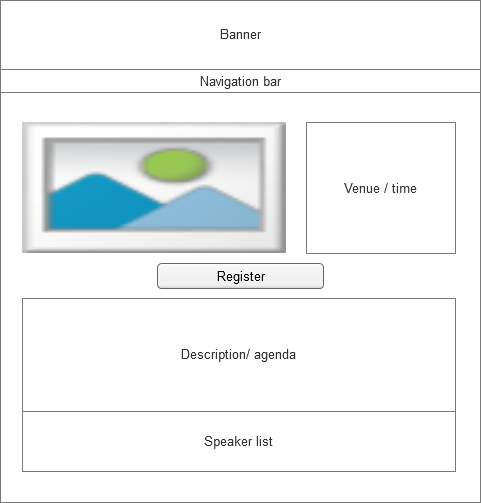 Banner
Navigation bar
Venue / time
Register
Description/ agenda
Speaker list